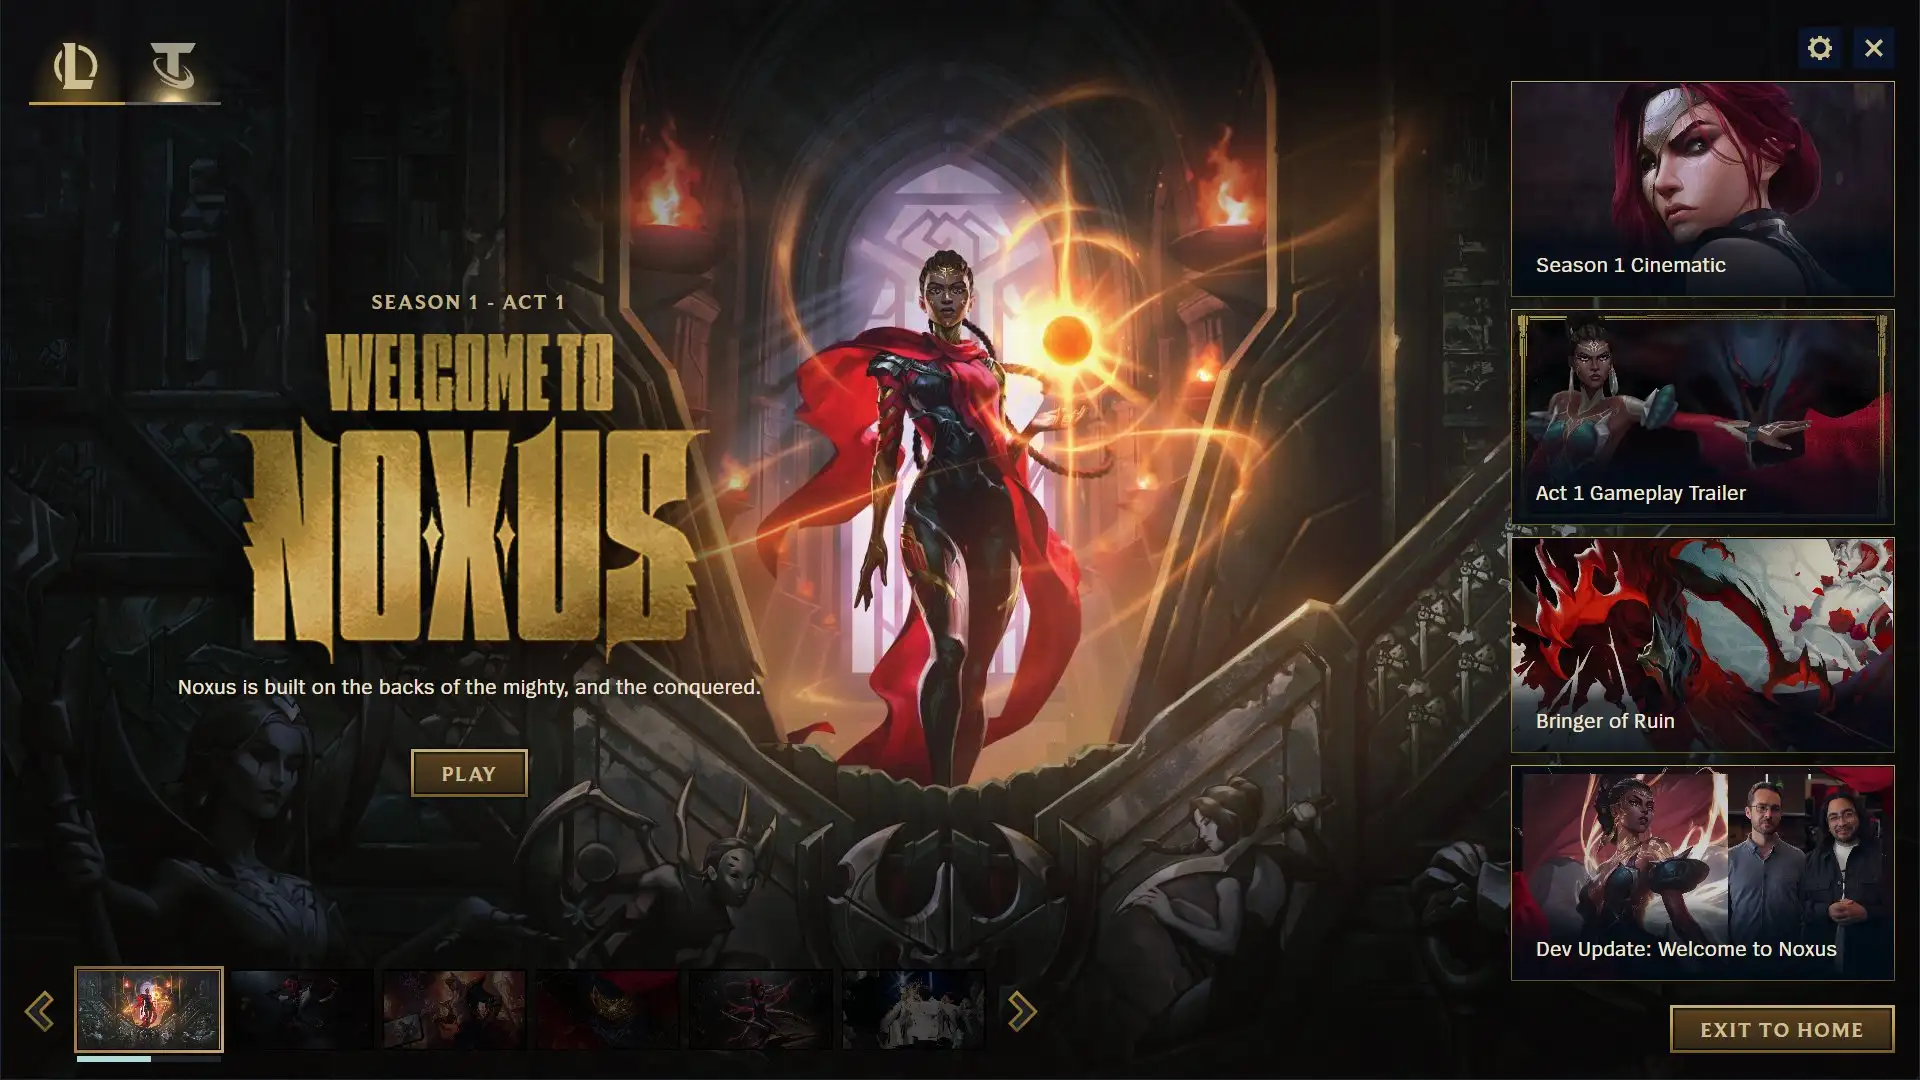 SEASON 1 - ACT 1
WELCOME TO
NOXUS
Noxus is built on the backs of the mighty, and the conquered.
PLAY
Season 1 Cinematic
Act 1 Gameplay Trailer
Bringer of Ruin
Dev Update: Welcome to Noxus
EXIT TO HOME